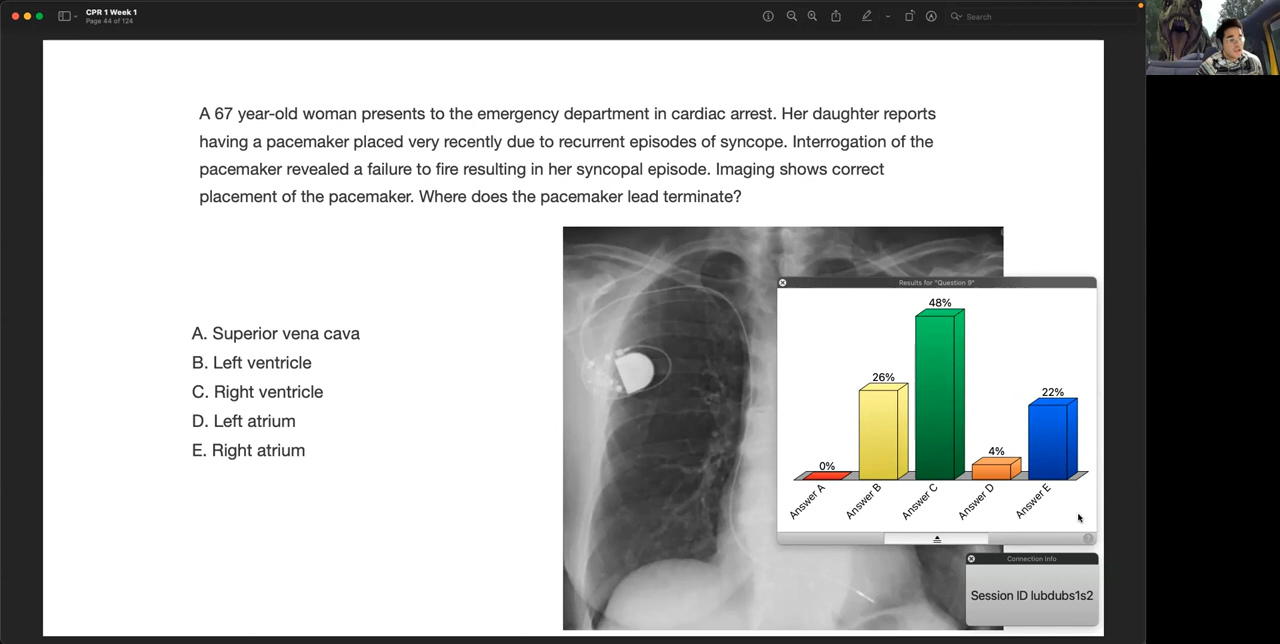 CPR 1 Week 1
Page 44 of 124
Search
A 67 year-old woman presents to the emergency department in cardiac arrest. Her daughter reports
having a pacemaker placed very recently due to recurrent episodes of syncope. Interrogation of the
pacemaker revealed a failure to fire resulting in her syncopal episode. Imaging shows correct
placement of the pacemaker. Where does the pacemaker lead terminate?
A. Superior vena cava
B. Left ventricle
C. Right ventricle
D. Left atrium
E. Right atrium
Results for "Question 9"
48%
26%
22%
4%
0%
Answer A
Answer B
Answer C
Answer D
Answer E
Connection Info
Session ID lubdubs1s2